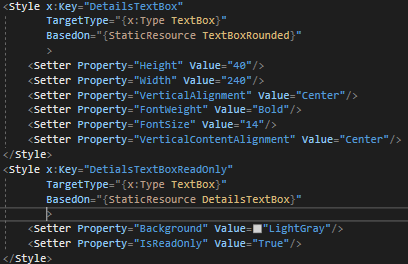 <Style x:Key="DetailsTextBox"
TargetType="{x:Type TextBox}"
BasedOn="{StaticResource TextBoxRounded}"
>
<Setter Property="Height" Value="40"/>
<Setter Property="Width" Value="240"/>
<Setter Property="VerticalAlignment" Value="Center"/>
<Setter Property="FontWeight" Value="Bold"/>
<Setter Property="FontSize" Value="14"/>
<Setter Property="VerticalContentAlignment" Value="Center"/>
</Style>
<Style x:Key="DetialsTextBoxReadOnly"
TargetType="{x:Type TextBox}"
BasedOn="{StaticResource DetailsTextBox}"
>
<Setter Property="Background" Value="LightGray"/>
<Setter Property="IsReadOnly" Value="True"/>
</Style>